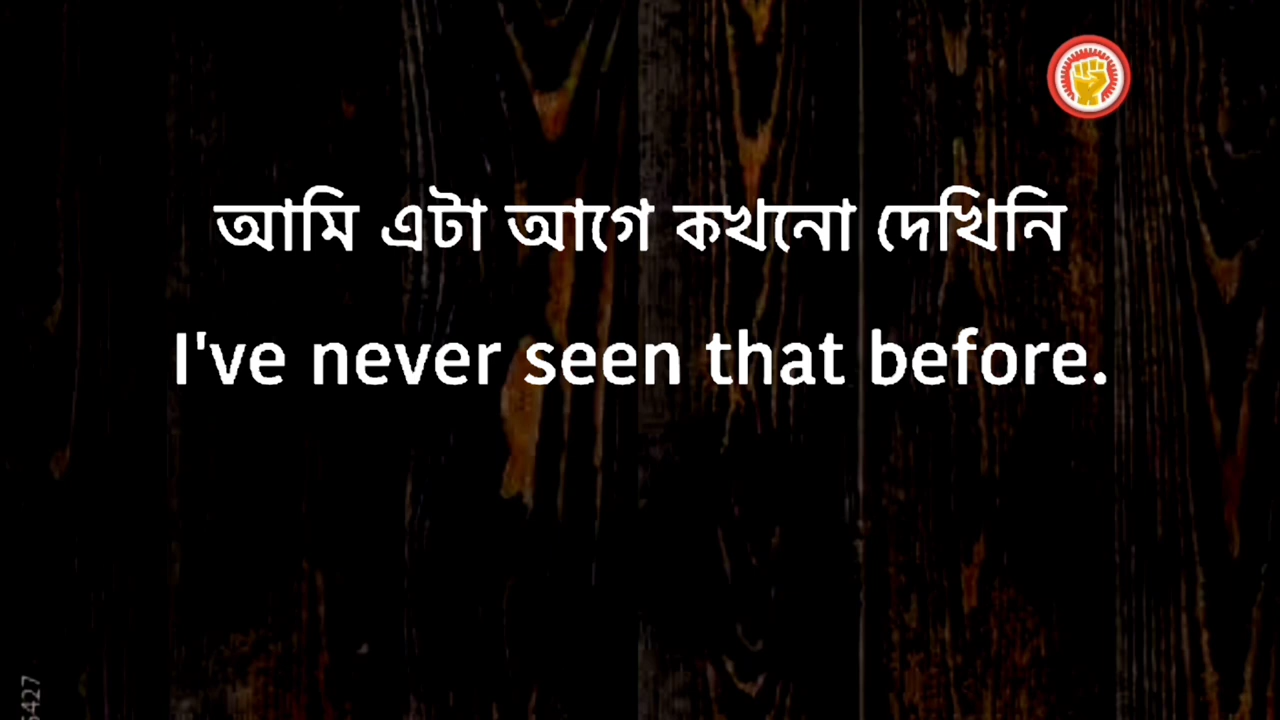 আমি এটা আগে কখনো দেখিনি
I've never seen that before.